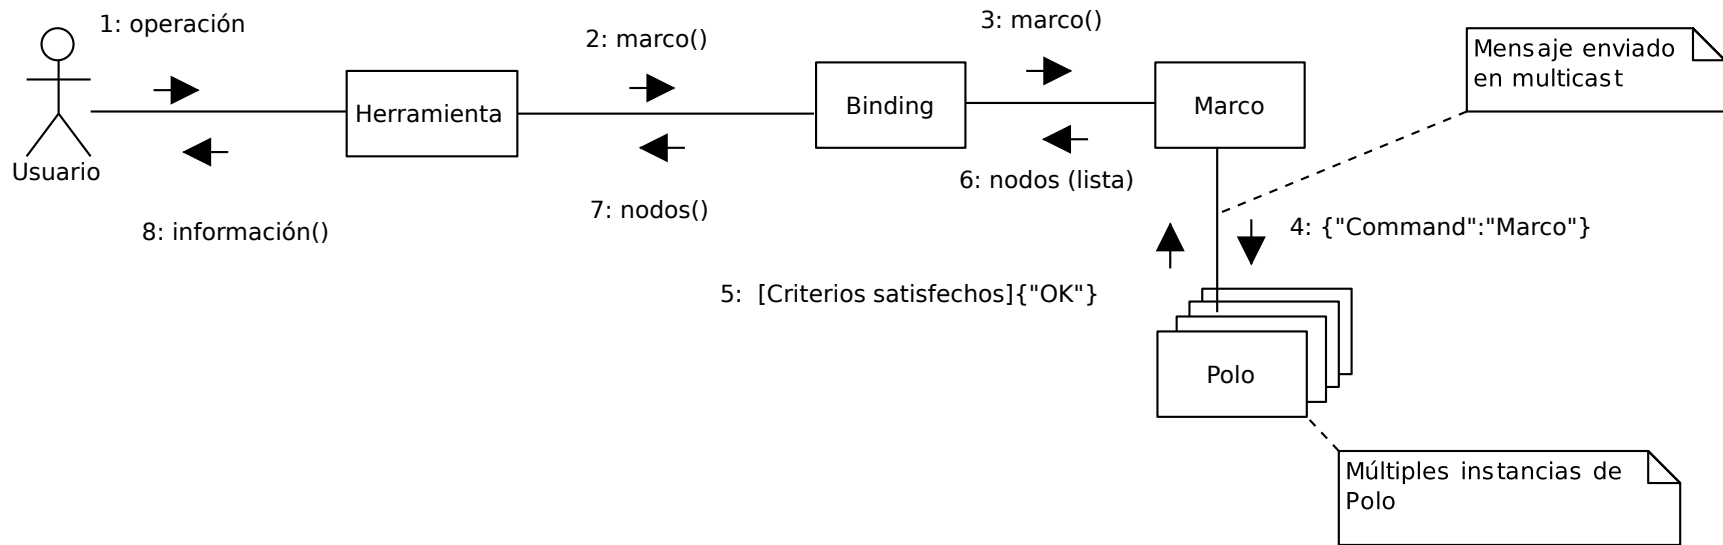 1: operación
2: marco()
3: marco()
Mensaje enviado
en multicast
Herramienta
Binding
Marco
Usuario
8: información()
7: nodos()
6: nodos (lista)
4: {"Command":"Marco"}
5:  [Criterios satisfechos]{"OK"}
Polo
Múltiples instancias de
Polo